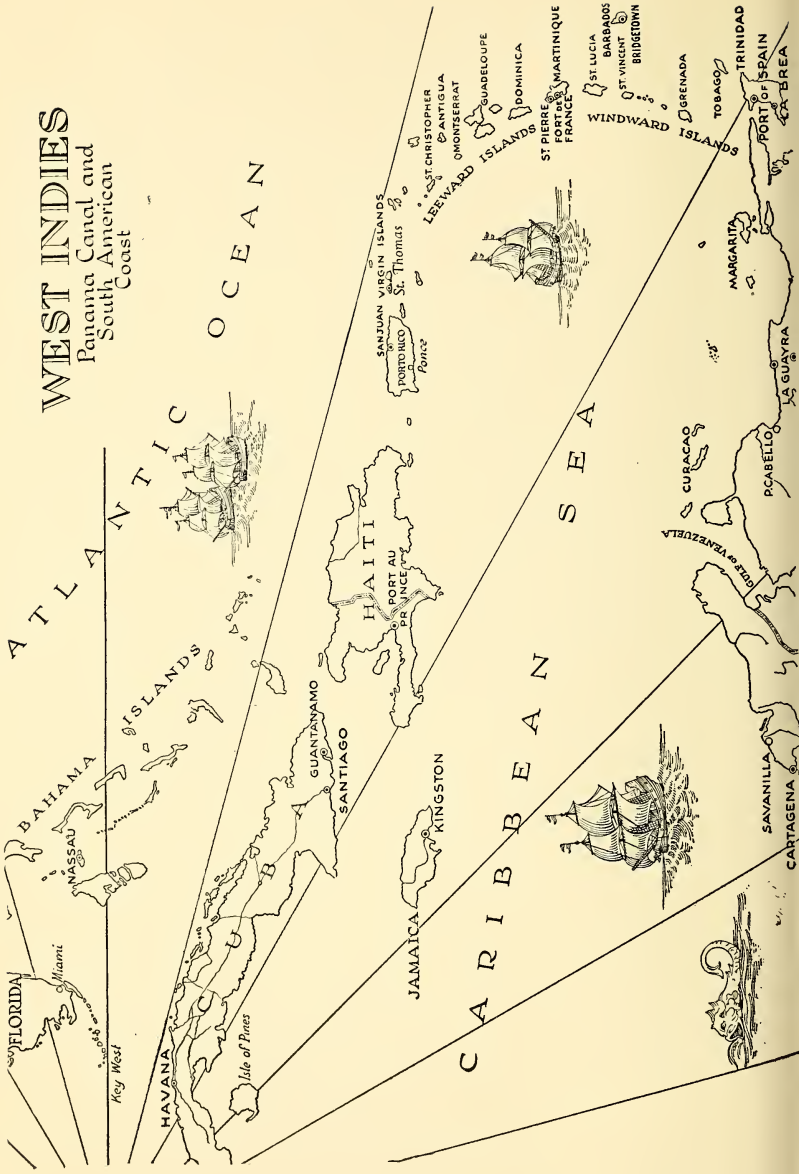 WEST INDIES
Panama Canal and
South American
Coast
ATLANTIC OCEAN
FLORIDA
Miami
Key West
BAHAMA ISLANDS
NASSAU
HAVANA
Isle of Pines
CUBA
GUANTANAMO
SANTIAGO
JAMAICA
KINGSTON
HAITI
PORT AU
PRINCE
SANJUAN
VIRGIN ISLANDS
St. Thomas
PORTO RICO
Ponce
ST. CHRISTOPHER
ANTIGUA
MONTSERRAT
GUADELOUPE
LEEWARD ISLANDS
DOMINICA
ST. PIERRE
MARTINIQUE
FORT DE
FRANCE
ST. LUCIA
BARBADOS
ST. VINCENT
BRIDGETOWN
WINDWARD ISLANDS
GRENADA
TOBAGO
TRINIDAD
PORT OF SPAIN
LA BREA
CARIBBEAN SEA
MARGARITA
LA GUAYRA
CURACAO
P.CABELLO
GULF OF VENEZUELA
SAVANILLA
CARTAGENA